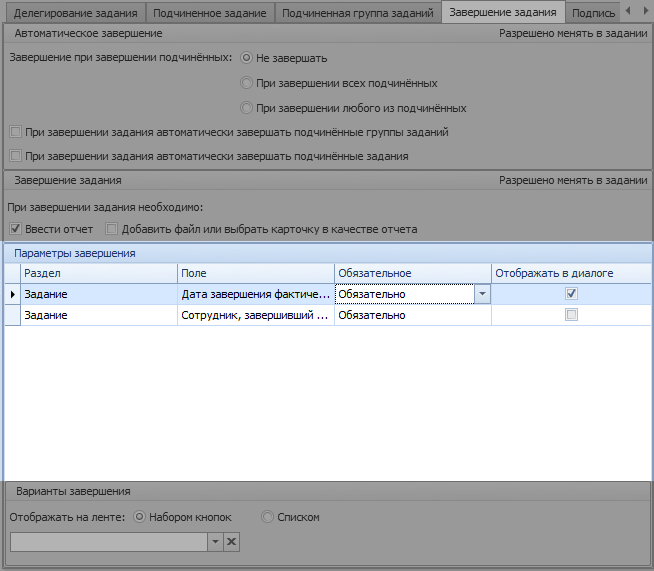 Делегирование задания Подчиненное задание Подчиненная группа заданий Завершение задания Подпись
Автоматическое завершение Разрешено менять в задании
Завершение при завершении подчинённых: Не завершать
При завершении всех подчинённых
При завершении любого из подчинённых
При завершении задания автоматически завершать подчинённые группы заданий
При завершении задания автоматически завершать подчинённые задания
Завершение задания Разрешено менять в задании
При завершении задания необходимо:
Ввести отчет Добавить файл или выбрать карточку в качестве отчета
Параметры завершения
Раздел Поле Обязательное Отображать в диалоге
Задание Дата завершения фактиче... Обязательно
Задание Сотрудник, завершивший ... Обязательно
Варианты завершения
Отображать на ленте: Набором кнопок Списком